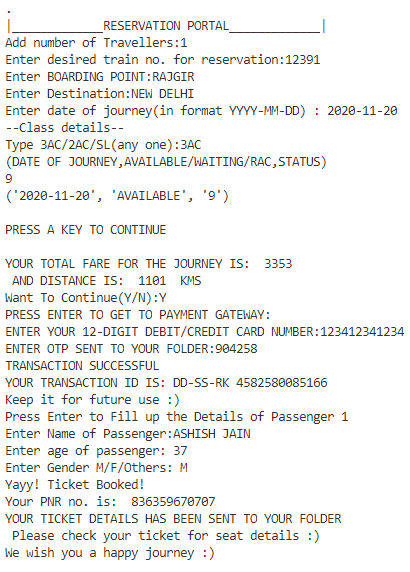 .
|_____________RESERVATION PORTAL_____________|
Add number of Travellers:1
Enter desired train no. for reservation:12391
Enter BOARDING POINT:RAJGIR
Enter Destination:NEW DELHI
Enter date of journey(in format YYYY-MM-DD) : 2020-11-20
--Class details--
Type 3AC/2AC/SL(any one):3AC
(DATE OF JOURNEY,AVAILABLE/WAITING/RAC,STATUS)
9
('2020-11-20', 'AVAILABLE', '9')
PRESS A KEY TO CONTINUE
YOUR TOTAL FARE FOR THE JOURNEY IS:  3353
 AND DISTANCE IS:  1101  KMS
Want To Continue(Y/N):Y
PRESS ENTER TO GET TO PAYMENT GATEWAY:
ENTER YOUR 12-DIGIT DEBIT/CREDIT CARD NUMBER:123412341234
ENTER OTP SENT TO YOUR FOLDER:904258
TRANSACTION SUCCESSFUL
YOUR TRANSACTION ID IS: DD-SS-RK 4582580085166
Keep it for future use :)
Press Enter to Fill up the Details of Passenger 1
Enter Name of Passenger:ASHISH JAIN
Enter age of passenger: 37
Enter Gender M/F/Others: M
Yayy! Ticket Booked!
Your PNR no. is:  836359670707
YOUR TICKET DETAILS HAS BEEN SENT TO YOUR FOLDER
 Please check your ticket for seat details :)
We wish you a happy journey :)